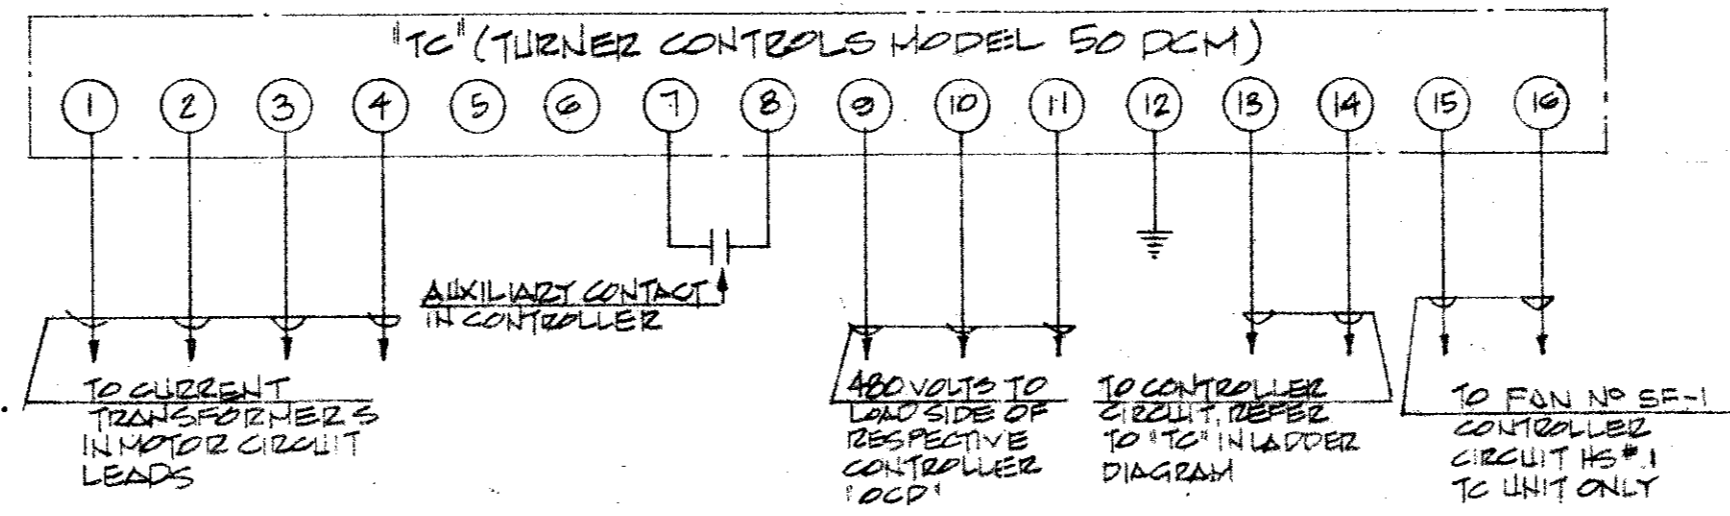 "TC" (TURNER CONTROLS MODEL 50 DCM)
1 2 3 4 5 6 7 8 9 10 11 12 13 14 15 16
AUXILIARY CONTACT
IN CONTROLLER
TO CURRENT
TRANSFORMERS
IN MOTOR CIRCUIT
LEADS
480 VOLTS TO
LOAD SIDE OF
RESPECTIVE
CONTROLLER
'OCP'
TO CONTROLLER
CIRCUIT, REFER
TO "TC" IN LADDER
DIAGRAM
TO FAN NO SF-1
CONTROLLER
CIRCUIT HS#1
TC UNIT ONLY